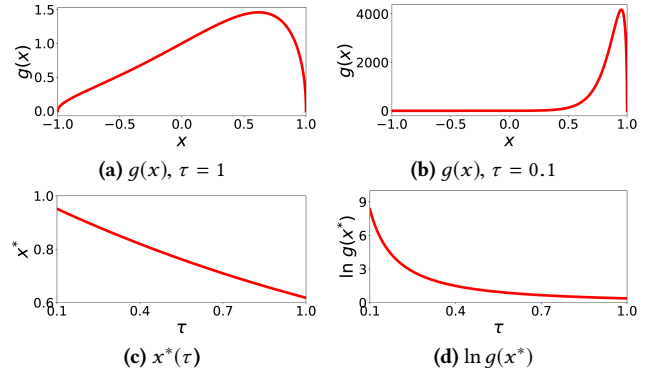 1.5
1.0
0.5
0.0
g(x)
−1.0 −0.5 0.0 0.5 1.0
x
(a) g(x), τ = 1
4000
2000
0
g(x)
−1.0 −0.5 0.0 0.5 1.0
x
(b) g(x), τ = 0.1
1.0
0.8
0.6
x*
0.1 0.4 0.7 1.0
τ
(c) x*(τ)
9
6
3
0
ln g(x*)
0.1 0.4 0.7 1.0
τ
(d) ln g(x*)